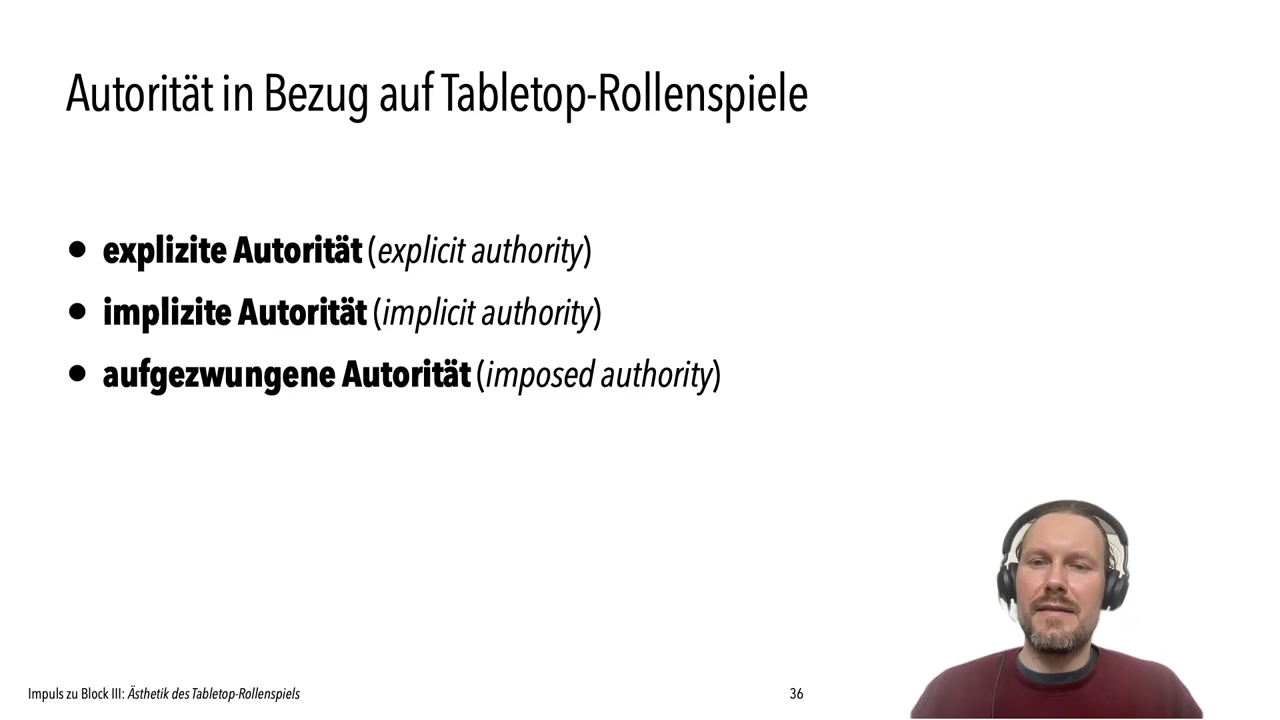 Autorität in Bezug auf Tabletop-Rollenspiele
• explizite Autorität (explicit authority)
• implizite Autorität (implicit authority)
• aufgezwungene Autorität (imposed authority)
Impuls zu Block III: Ästhetik des Tabletop-Rollenspiels 36